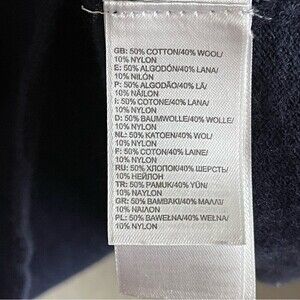 GB: 50% COTTON/40% WOOL/
10% NYLON
E: 50% ALGODÓN/40% LANA/
10% NILÓN
P: 50% ALGODÃO/40% LÃ/
10% NÁILON
I: 50% COTONE/40% LANA/
10% NYLON
D: 50% BAUMWOLLE/40% WOLLE/
10% NYLON
NL: 50% KATOEN/40% WOL/
10% NYLON
F: 50% COTON/40% LAINE/
10% NYLON
RU: 50% ХЛОПОК/40% ШЕРСТЬ/
10% НЕЙЛОН
TR: 50% PAMUK/40% YÜN/
10% NAYLON
GR: 50% ΒΑΜΒΑΚΙ/40% ΜΑΛΛΙ/
10% ΝΑΙΛΟΝ
PL: 50% BAWEŁNA/40% WEŁNA/
10% NYLON